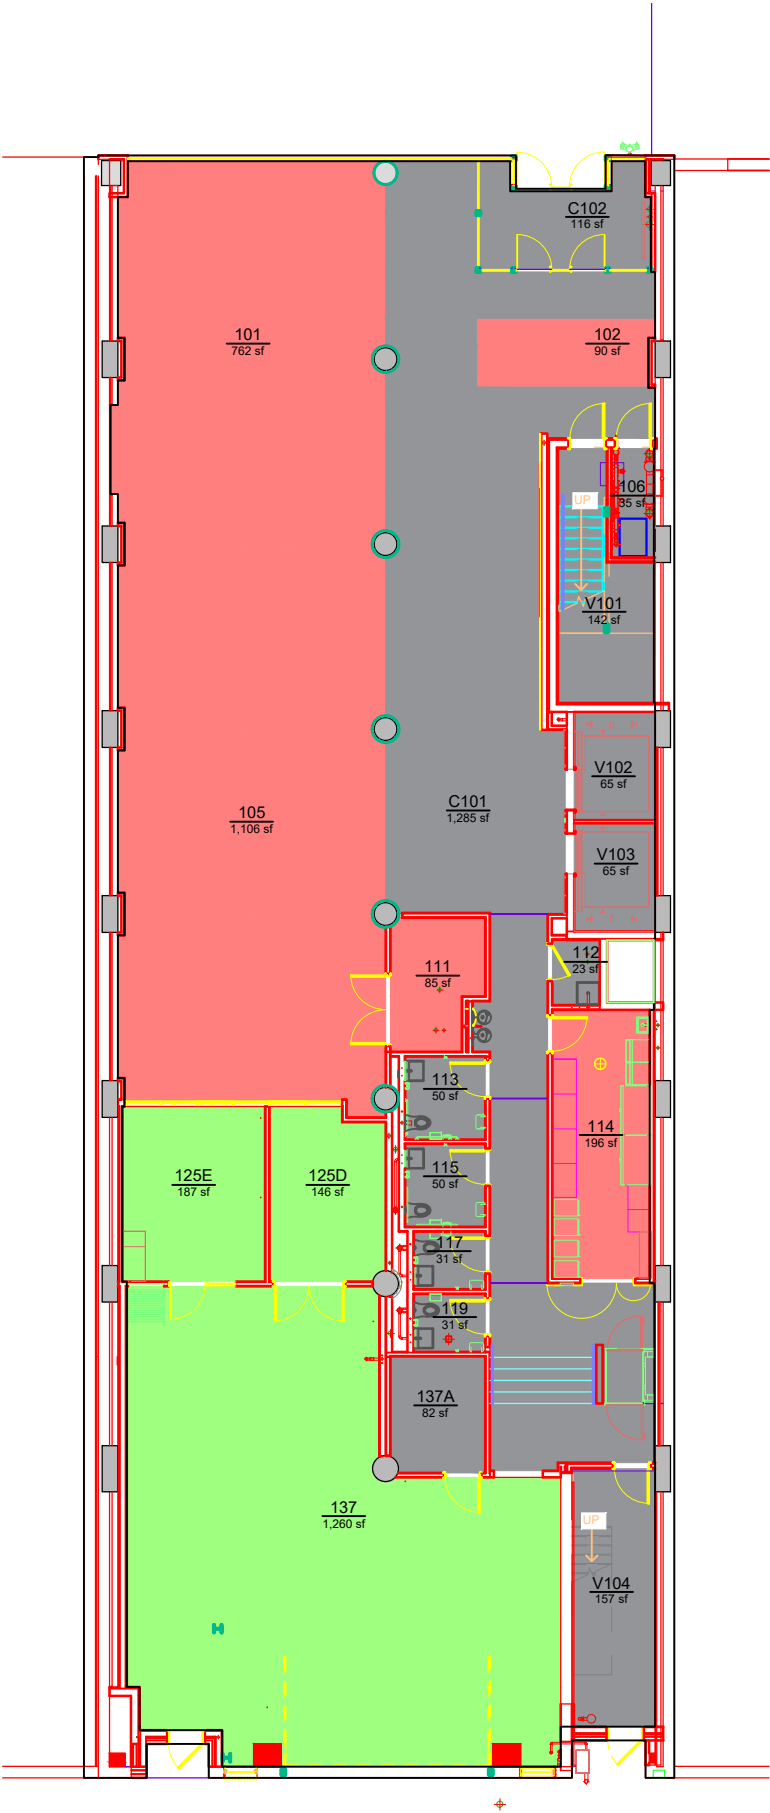 C102
116 sf
101
762 sf
102
90 sf
106
35 sf
UP
V101
142 sf
V102
65 sf
105
1,106 sf
C101
1,285 sf
V103
65 sf
111
85 sf
112
23 sf
113
50 sf
114
196 sf
125E
187 sf
125D
146 sf
115
50 sf
117
31 sf
119
31 sf
137A
82 sf
137
1,260 sf
UP
V104
157 sf